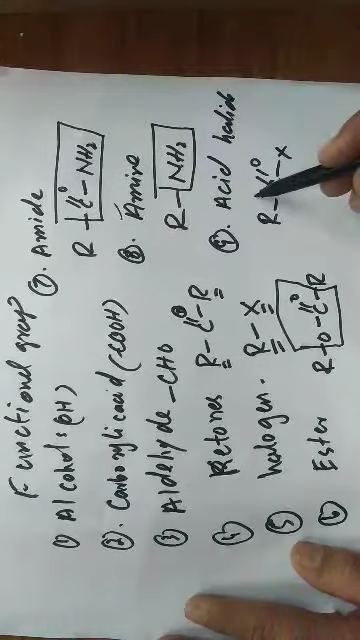 Functional group
① Alcohol :(OH)
②. Carboxylic acid (COOH)
③ Aldehyde -CHO
④ Ketones R-C-R
O
⑤ halogen. R-X
⑥ Ester R-O-C-R
O
⑦. Amide
R-C-NH₂
O
⑧. Amine
R-NH₂
⑨. Acid halide
R-C-X
O